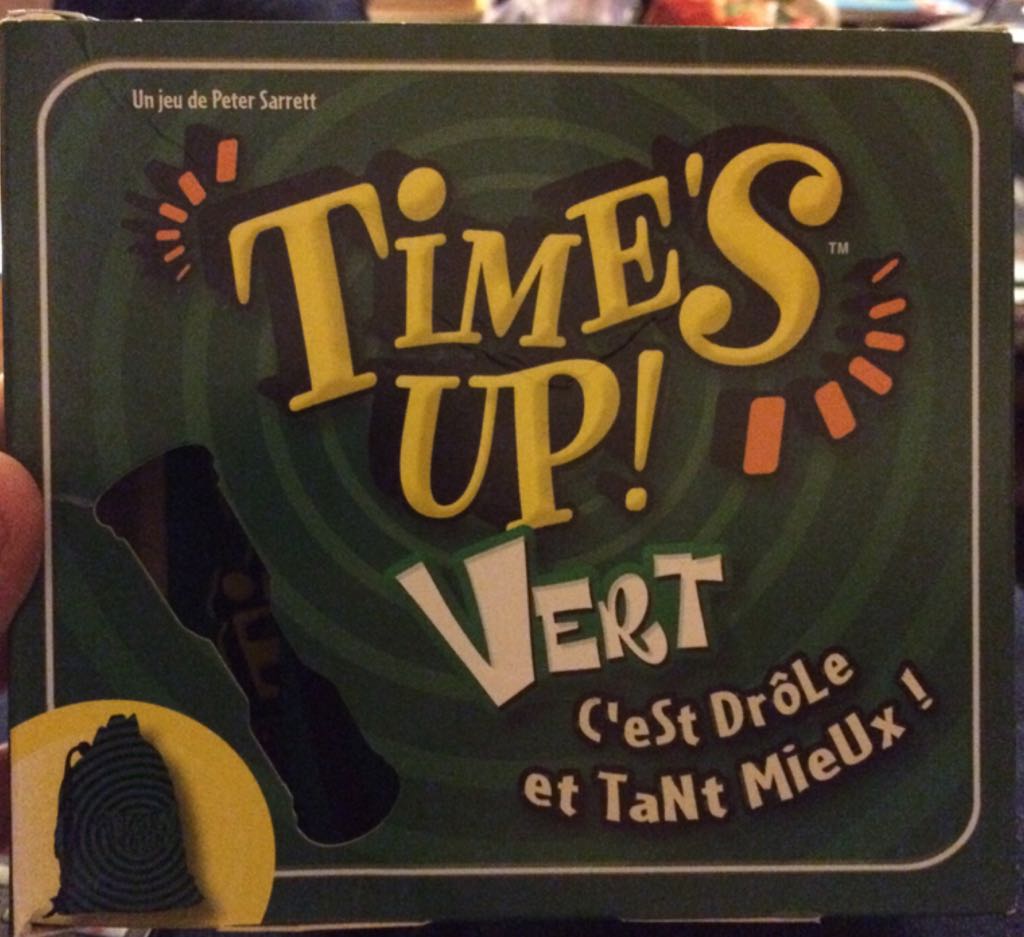 Un jeu de Peter Sarrett
TIME'S
TM
UP!
VERT
C'eSt DrôLe
et TaNt MieUx !